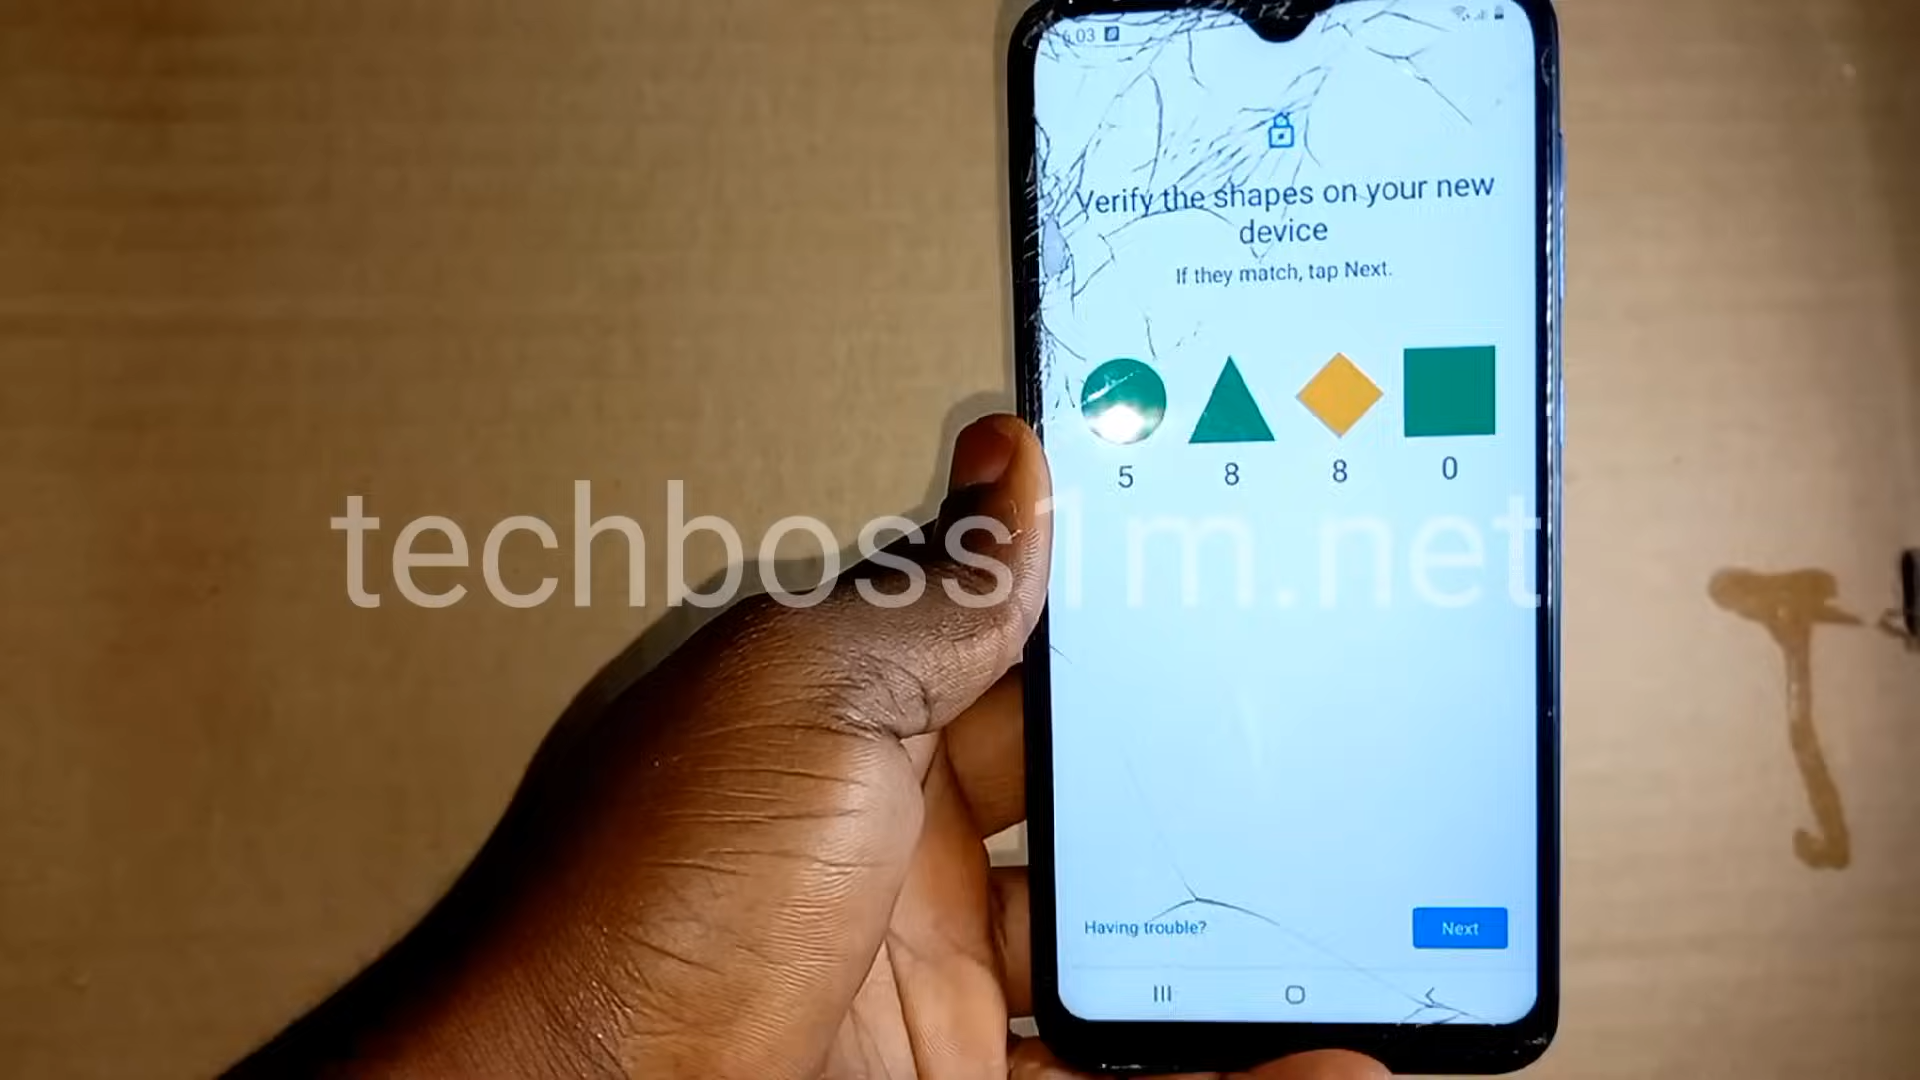 6:03
Verify the shapes on your new
device
If they match, tap Next.
5 8 8 0
techboss1m.net
Having trouble? Next